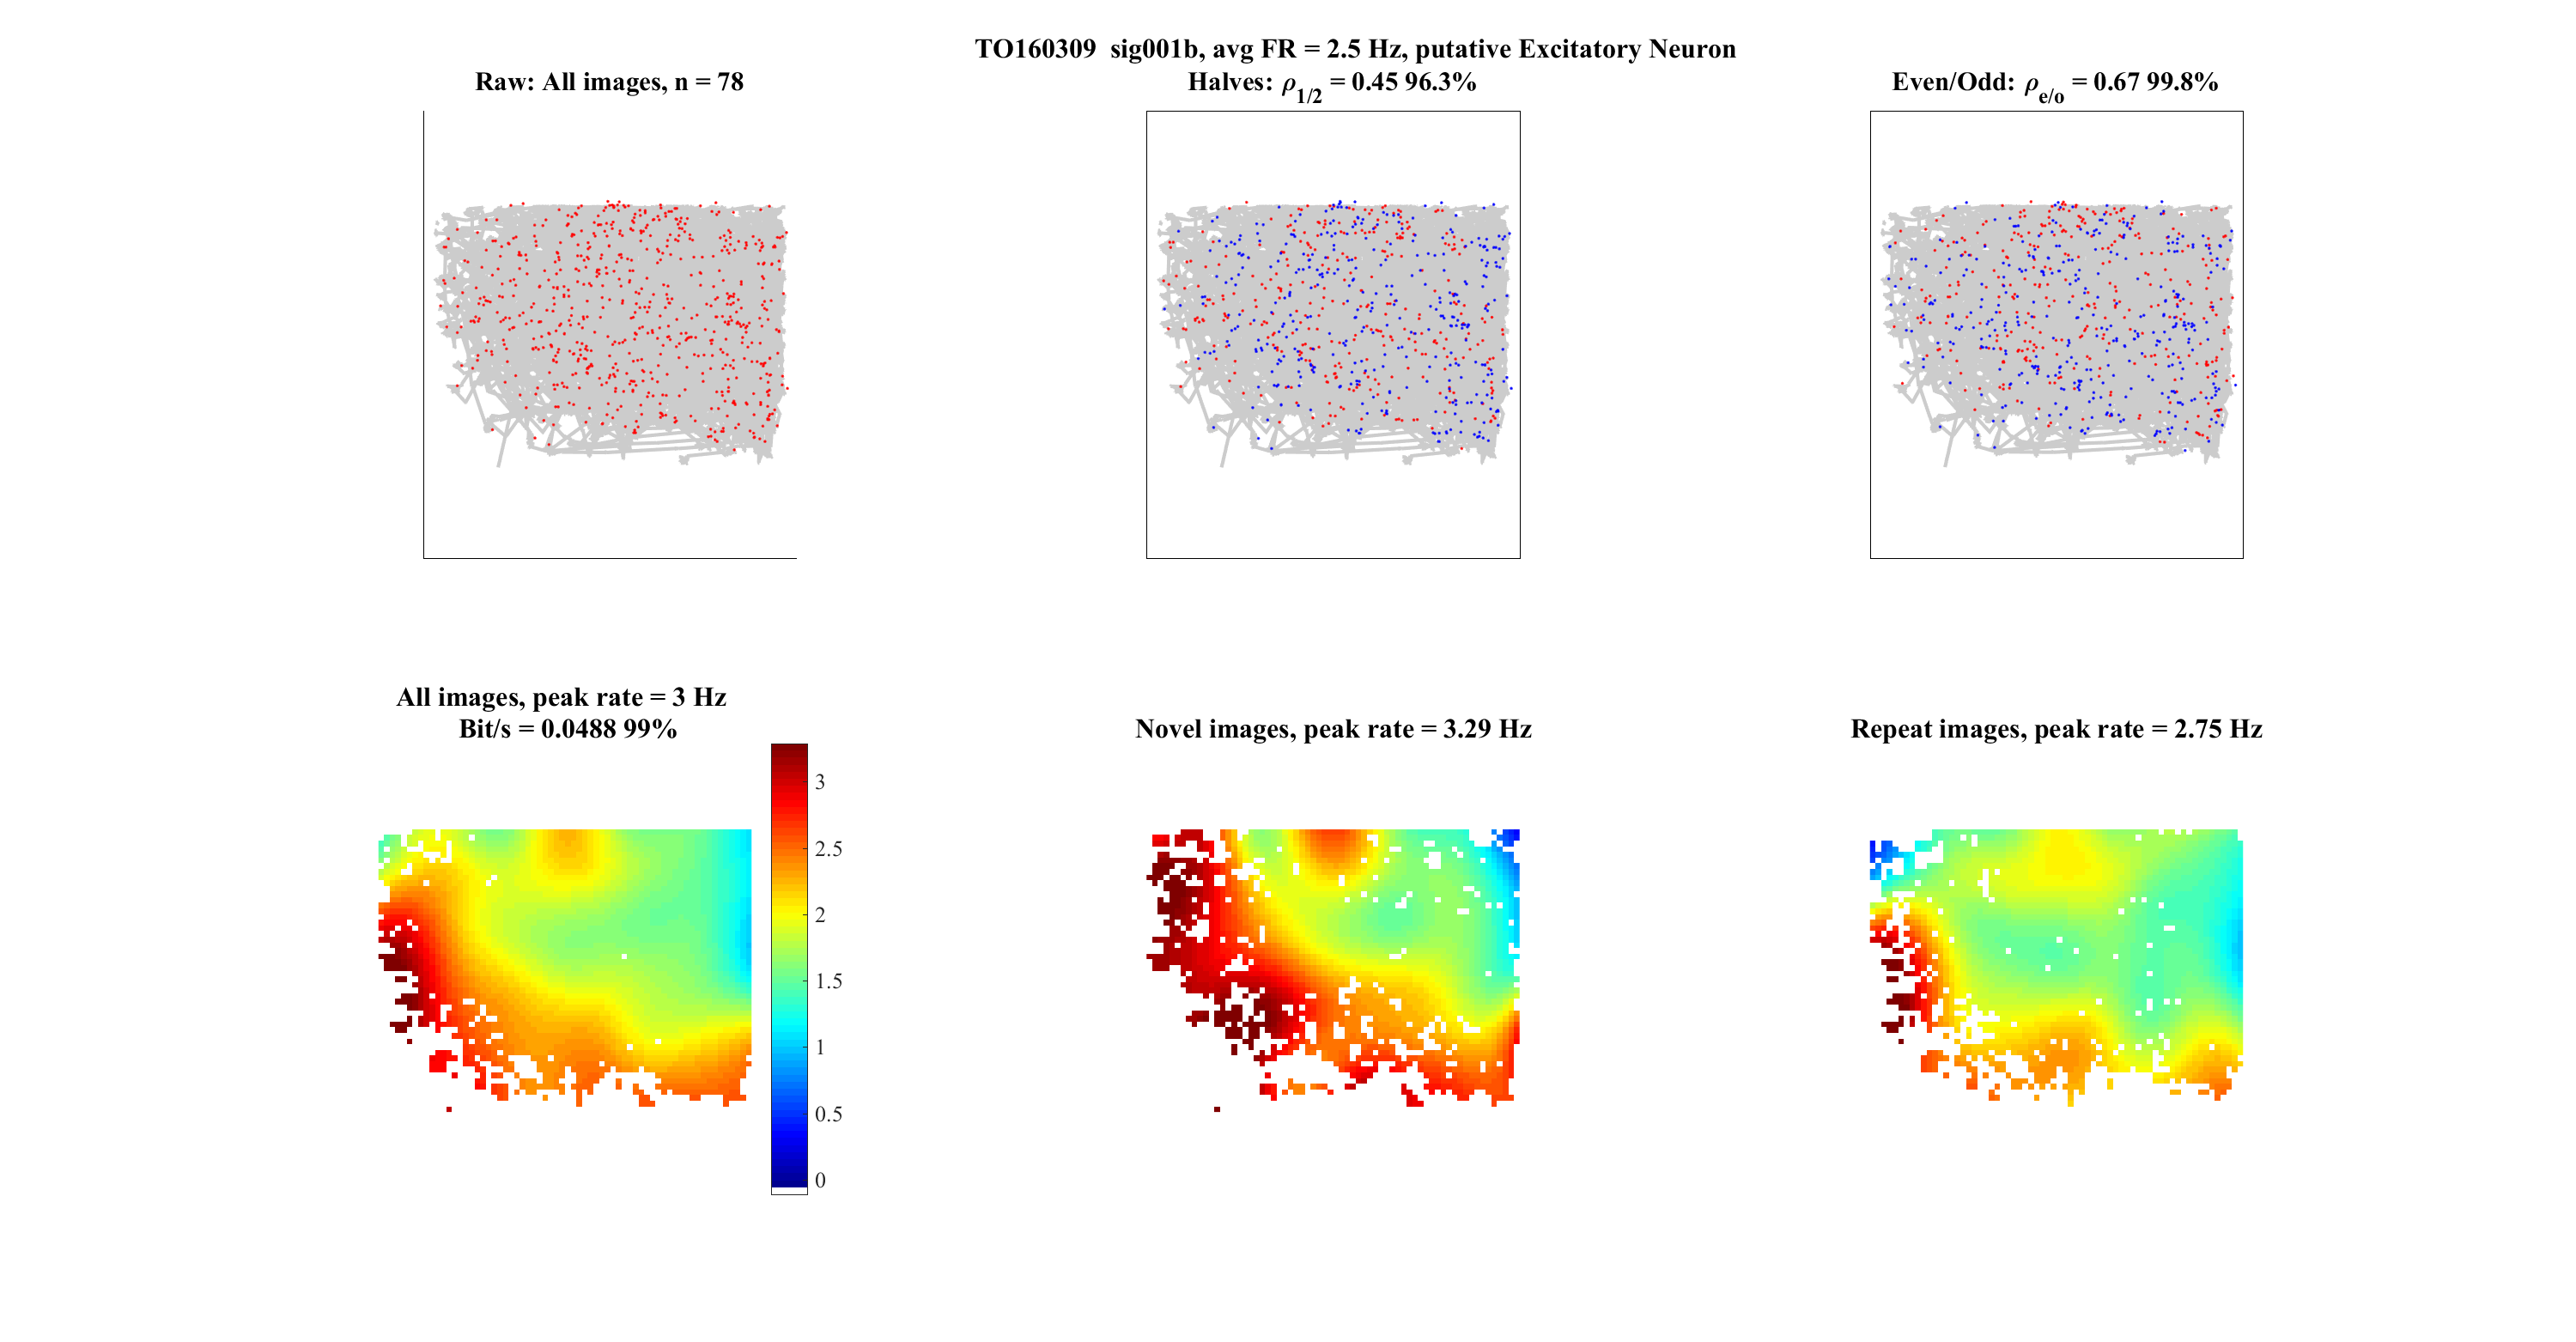 TO160309  sig001b, avg FR = 2.5 Hz, putative Excitatory Neuron
Raw: All images, n = 78
Halves: ρ1/2 = 0.45 96.3%
Even/Odd: ρe/o = 0.67 99.8%
All images, peak rate = 3 Hz
Bit/s = 0.0488 99%
Novel images, peak rate = 3.29 Hz
Repeat images, peak rate = 2.75 Hz
3
2.5
2
1.5
1
0.5
0